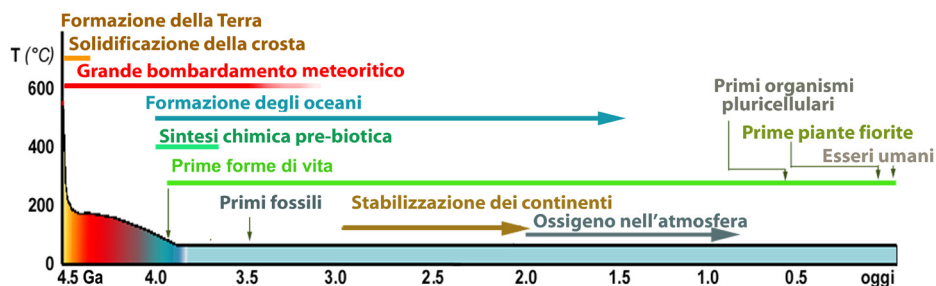 Formazione della Terra
Solidificazione della crosta
T (°C)
Grande bombardamento meteoritico
600
Primi organismi
pluricellulari
Formazione degli oceani
Sintesi chimica pre-biotica
Prime piante fiorite
400
Esseri umani
Prime forme di vita
200
Primi fossili
Stabilizzazione dei continenti
Ossigeno nell'atmosfera
0
4.5 Ga 4.0 3.5 3.0 2.5 2.0 1.5 1.0 0.5 oggi